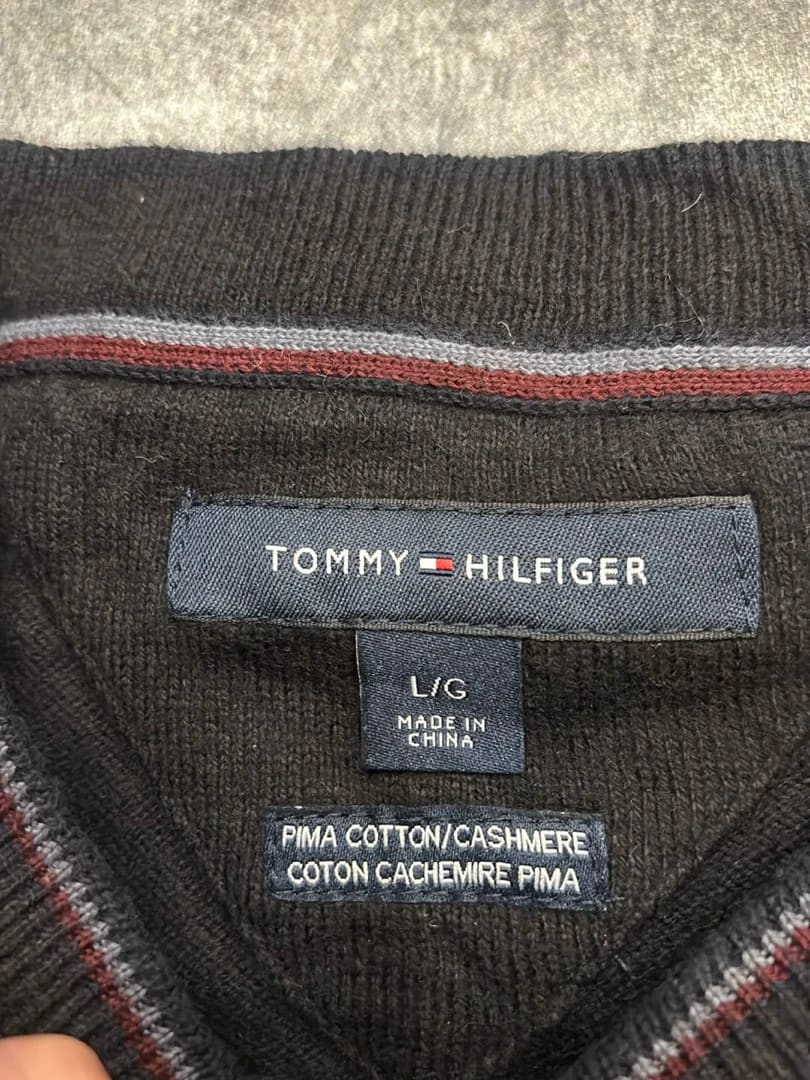 TOMMY HILFIGER
L/G
MADE IN
CHINA
PIMA COTTON/CASHMERE
COTON CACHEMIRE PIMA